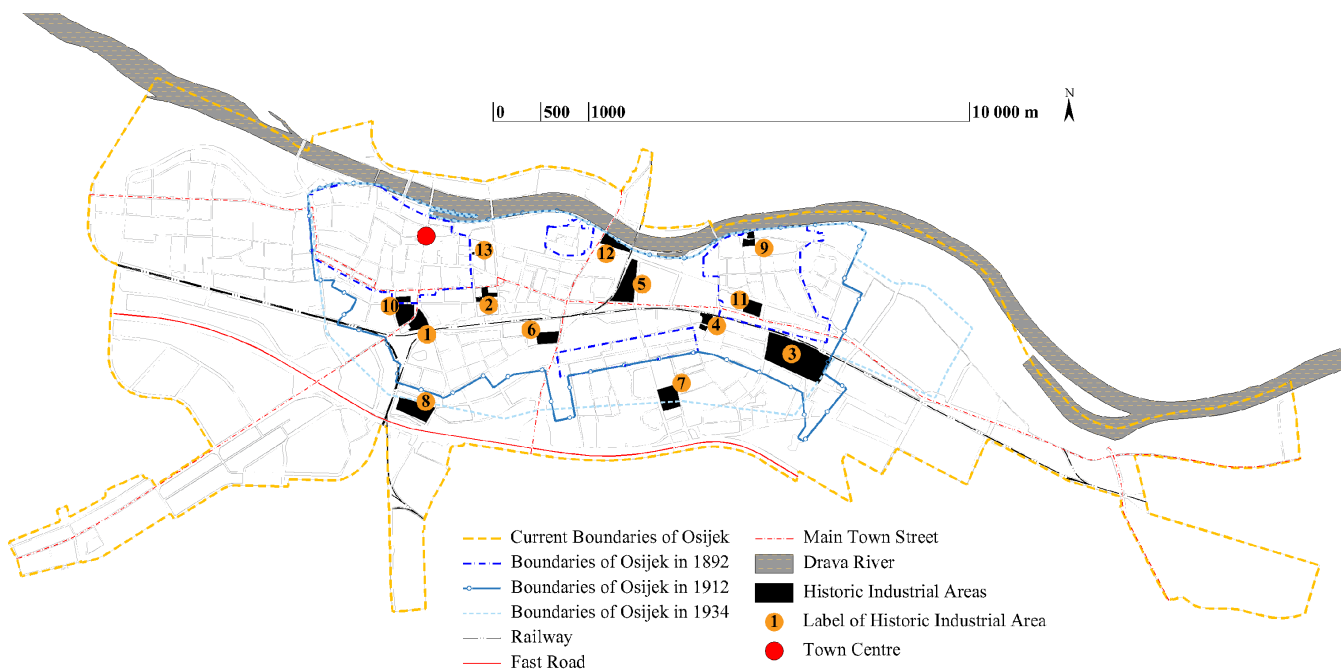 N
0 500 1000 10 000 m
9
13
12
5
10
2
11
6
4
1
3
7
8
Current Boundaries of Osijek
Boundaries of Osijek in 1892
Boundaries of Osijek in 1912
Boundaries of Osijek in 1934
Railway
Fast Road
Main Town Street
Drava River
Historic Industrial Areas
1 Label of Historic Industrial Area
Town Centre